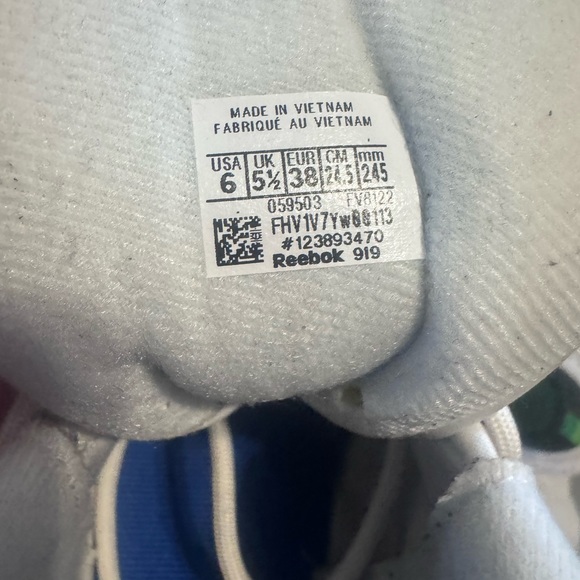 MADE IN VIETNAM
FABRIQUÉ AU VIETNAM
USA UK EUR CM mm
6 5½ 38 24.5 245
059503 FV8122
#123893470
Reebok 919